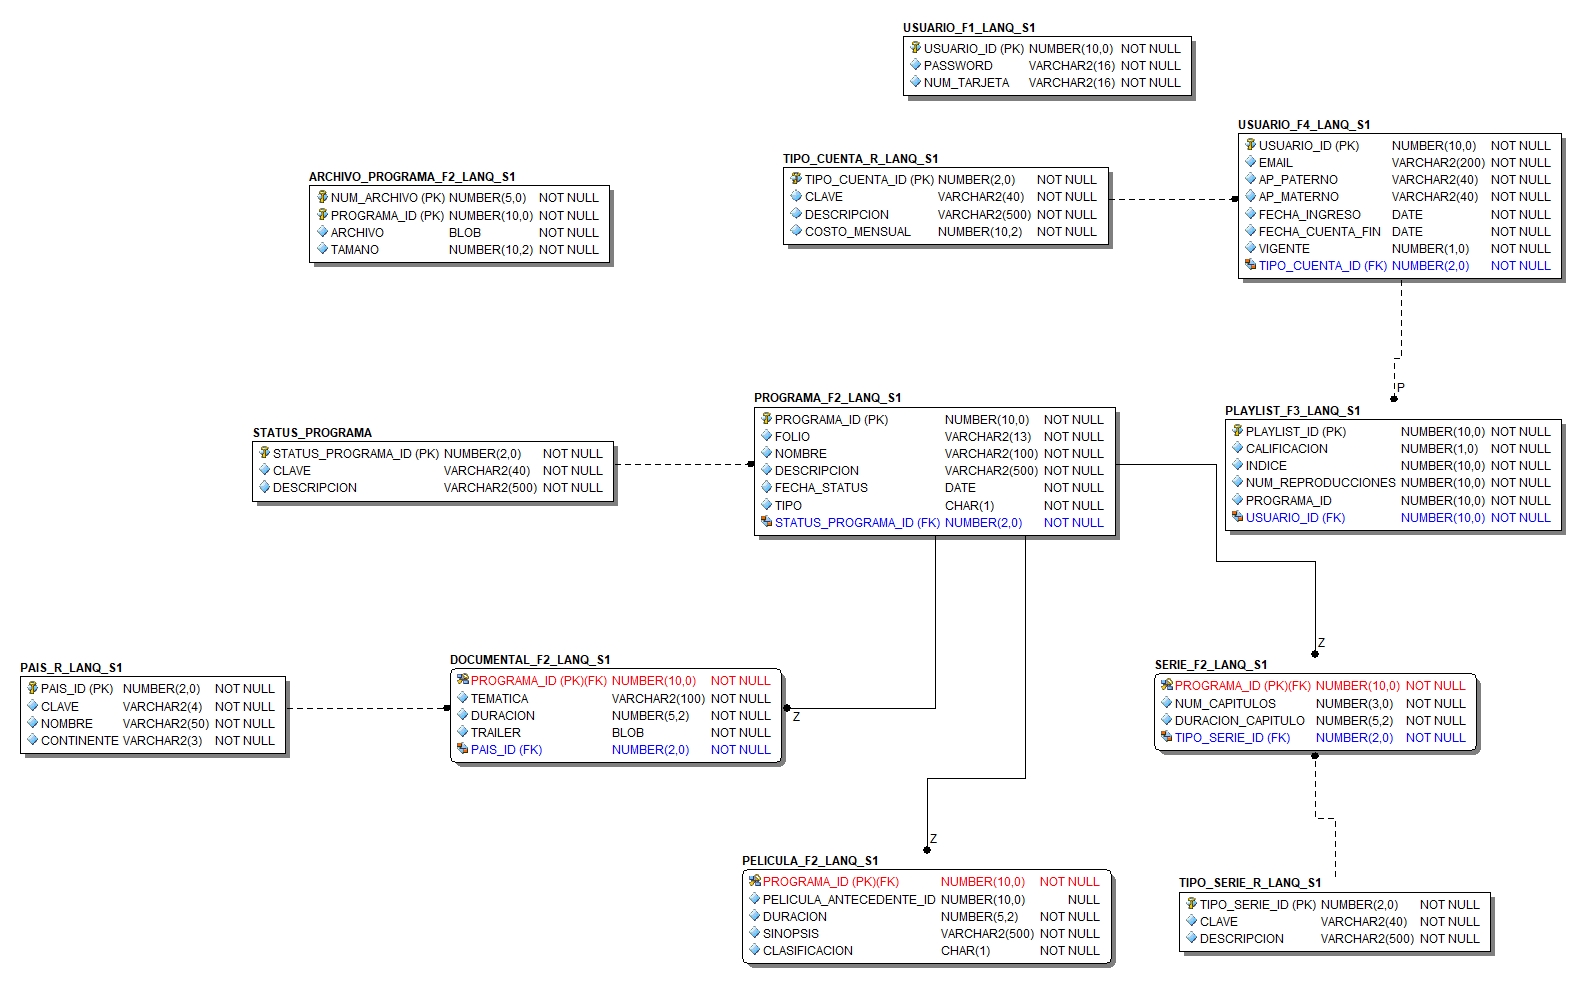 USUARIO_F1_LANQ_S1
USUARIO_ID (PK) NUMBER(10,0) NOT NULL
PASSWORD VARCHAR2(16) NOT NULL
NUM_TARJETA VARCHAR2(16) NOT NULL
USUARIO_F4_LANQ_S1
USUARIO_ID (PK) NUMBER(10,0) NOT NULL
EMAIL VARCHAR2(200) NOT NULL
AP_PATERNO VARCHAR2(40) NOT NULL
AP_MATERNO VARCHAR2(40) NOT NULL
FECHA_INGRESO DATE NOT NULL
FECHA_CUENTA_FIN DATE NOT NULL
VIGENTE NUMBER(1,0) NOT NULL
TIPO_CUENTA_ID (FK) NUMBER(2,0) NOT NULL
TIPO_CUENTA_R_LANQ_S1
TIPO_CUENTA_ID (PK) NUMBER(2,0) NOT NULL
CLAVE VARCHAR2(40) NOT NULL
DESCRIPCION VARCHAR2(500) NOT NULL
COSTO_MENSUAL NUMBER(10,2) NOT NULL
ARCHIVO_PROGRAMA_F2_LANQ_S1
NUM_ARCHIVO (PK) NUMBER(5,0) NOT NULL
PROGRAMA_ID (PK) NUMBER(10,0) NOT NULL
ARCHIVO BLOB NOT NULL
TAMANO NUMBER(10,2) NOT NULL
P
PROGRAMA_F2_LANQ_S1
PROGRAMA_ID (PK) NUMBER(10,0) NOT NULL
FOLIO VARCHAR2(13) NOT NULL
NOMBRE VARCHAR2(100) NOT NULL
DESCRIPCION VARCHAR2(500) NOT NULL
FECHA_STATUS DATE NOT NULL
TIPO CHAR(1) NOT NULL
STATUS_PROGRAMA_ID (FK) NUMBER(2,0) NOT NULL
PLAYLIST_F3_LANQ_S1
PLAYLIST_ID (PK) NUMBER(10,0) NOT NULL
CALIFICACION NUMBER(1,0) NOT NULL
INDICE NUMBER(10,0) NOT NULL
NUM_REPRODUCCIONES NUMBER(10,0) NOT NULL
PROGRAMA_ID NUMBER(10,0) NOT NULL
USUARIO_ID (FK) NUMBER(10,0) NOT NULL
STATUS_PROGRAMA
STATUS_PROGRAMA_ID (PK) NUMBER(2,0) NOT NULL
CLAVE VARCHAR2(40) NOT NULL
DESCRIPCION VARCHAR2(500) NOT NULL
Z
PAIS_R_LANQ_S1
PAIS_ID (PK) NUMBER(2,0) NOT NULL
CLAVE VARCHAR2(4) NOT NULL
NOMBRE VARCHAR2(50) NOT NULL
CONTINENTE VARCHAR2(3) NOT NULL
DOCUMENTAL_F2_LANQ_S1
PROGRAMA_ID (PK)(FK) NUMBER(10,0) NOT NULL
TEMATICA VARCHAR2(100) NOT NULL
DURACION NUMBER(5,2) NOT NULL
TRAILER BLOB NOT NULL
PAIS_ID (FK) NUMBER(2,0) NOT NULL
Z
SERIE_F2_LANQ_S1
PROGRAMA_ID (PK)(FK) NUMBER(10,0) NOT NULL
NUM_CAPITULOS NUMBER(3,0) NOT NULL
DURACION_CAPITULO NUMBER(5,2) NOT NULL
TIPO_SERIE_ID (FK) NUMBER(2,0) NOT NULL
Z
PELICULA_F2_LANQ_S1
PROGRAMA_ID (PK)(FK) NUMBER(10,0) NOT NULL
PELICULA_ANTECEDENTE_ID NUMBER(10,0) NULL
DURACION NUMBER(5,2) NOT NULL
SINOPSIS VARCHAR2(500) NOT NULL
CLASIFICACION CHAR(1) NOT NULL
TIPO_SERIE_R_LANQ_S1
TIPO_SERIE_ID (PK) NUMBER(2,0) NOT NULL
CLAVE VARCHAR2(40) NOT NULL
DESCRIPCION VARCHAR2(500) NOT NULL